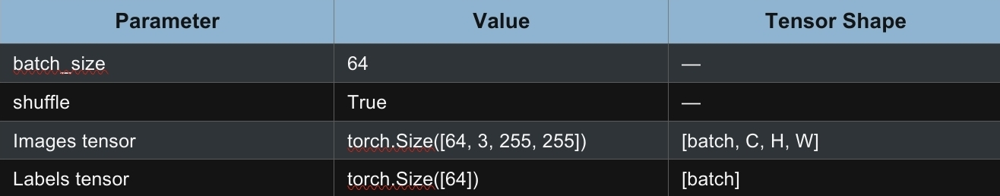 Parameter Value Tensor Shape
batch_size 64 —
shuffle True —
Images tensor torch.Size([64, 3, 255, 255]) [batch, C, H, W]
Labels tensor torch.Size([64]) [batch]